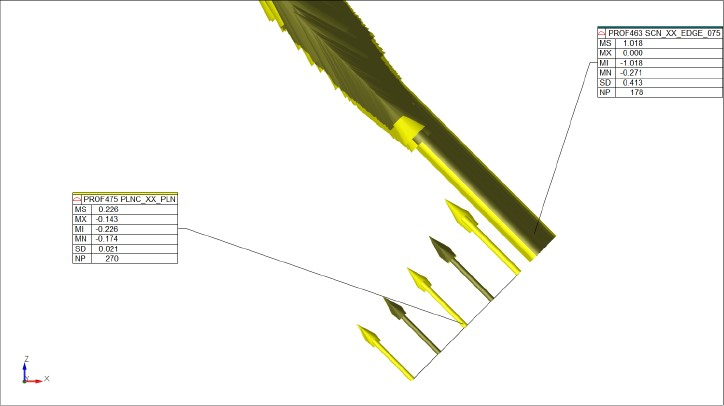 PROF463 SCN_XX_EDGE_075
MS 1.018
MX 0.000
MI -1.018
MN -0.271
SD 0.413
NP 178
PROF475 PLNC_XX_PLN
MS 0.226
MX -0.143
MI -0.226
MN -0.174
SD 0.021
NP 270
Z
Y X